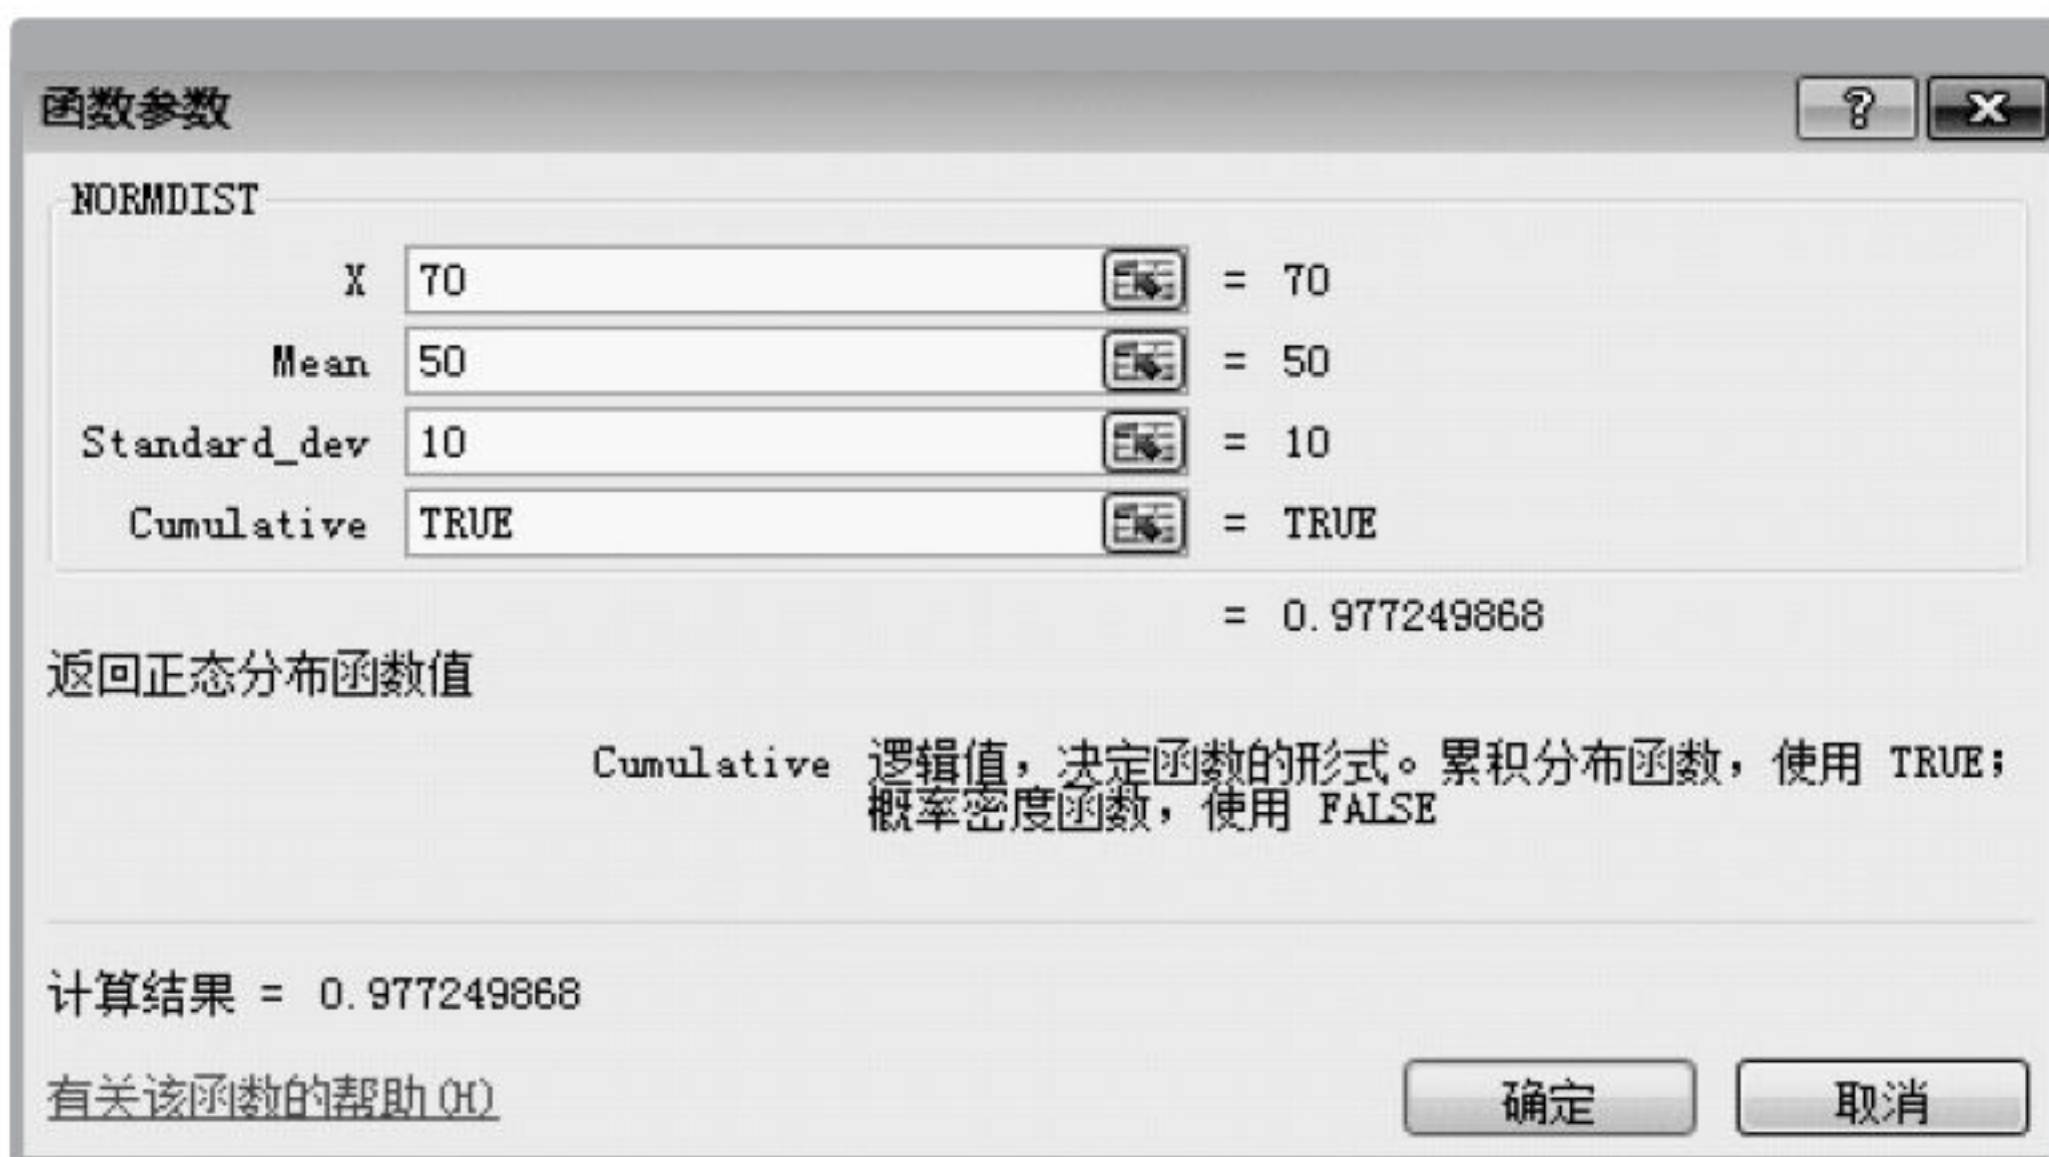 函数参数
NORMDIST
X 70 = 70
Mean 50 = 50
Standard_dev 10 = 10
Cumulative TRUE = TRUE
= 0.977249868
返回正态分布函数值
Cumulative 逻辑值，决定函数的形式。累积分布函数，使用 TRUE；
概率密度函数，使用 FALSE
计算结果 = 0.977249868
有关该函数的帮助(H)
确定 取消